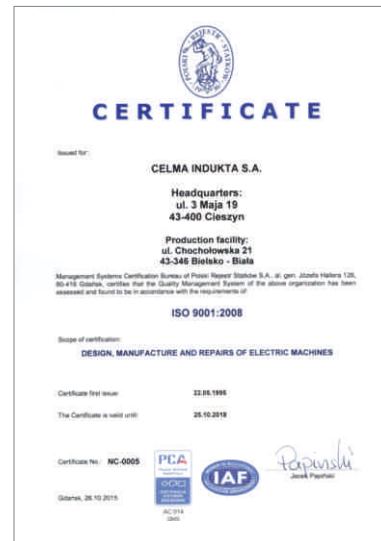 POLSKI REJESTR STATKÓW
CERTIFICATE
Issued for:
CELMA INDUKTA S.A.
Headquarters:
ul. 3 Maja 19
43-400 Cieszyn
Production facility:
ul. Chochołowska 21
43-346 Bielsko - Biała
Management Systems Certification Bureau of Polski Rejestr Statków S.A., al. gen. Józefa Hallera 126,
80-416 Gdańsk, certifies that the Quality Management System of the above organization has been
assessed and found to be in accordance with the requirements of:
ISO 9001:2008
Scope of certification:
DESIGN, MANUFACTURE AND REPAIRS OF ELECTRIC MACHINES
Certificate first issue:
The Certificate is valid until: 25.10.2018
Certificate No.: NC-0005
PCA
IAF
Papiński
Jacek Papiński
Gdańsk, 26.10.2015
AC 014
QMS